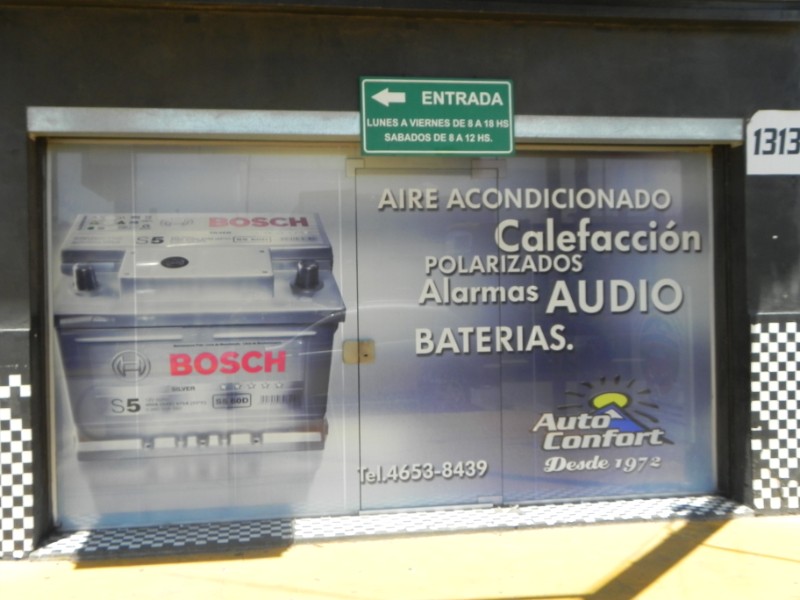 ENTRADA
LUNES A VIERNES DE 8 A 18 HS
SABADOS DE 8 A 12 HS.
1313
AIRE ACONDICIONADO
Calefacción
POLARIZADOS
Alarmas AUDIO
BATERIAS.
BOSCH
S5
BOSCH
SILVER
S5
Auto
Confort
Desde 1972
Tel.4653-8439